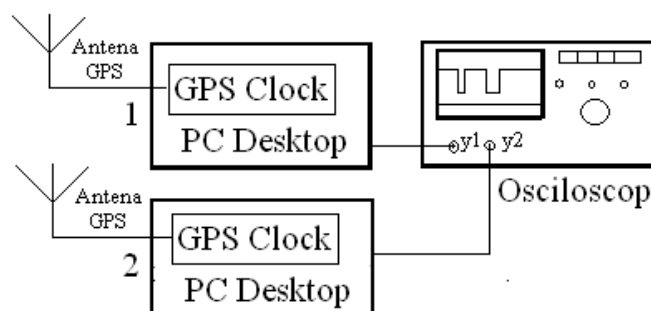 Antena
GPS
1
GPS Clock
PC Desktop
y1
y2
Osciloscop
Antena
GPS
2
GPS Clock
PC Desktop